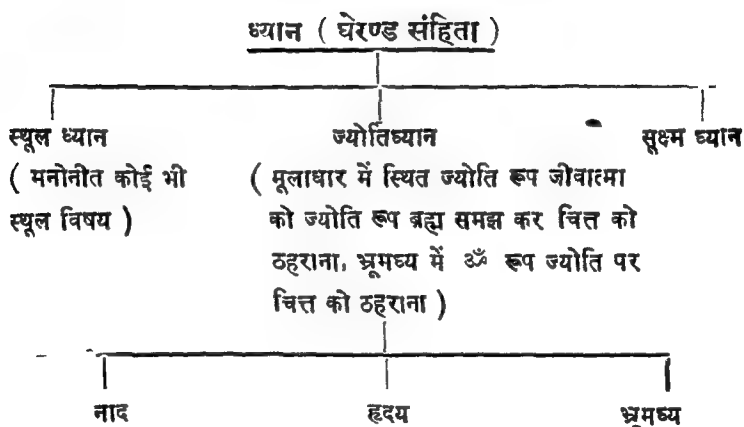 ध्यान ( घेरण्ड संहिता )
स्थूल ध्यान
( मनोनीत कोई भी
स्थूल विषय )
ज्योतिध्यान
( मूलाधार में स्थित ज्योति रूप जीवात्मा
को ज्योति रूप ब्रह्म समझ कर चित्त को
ठहराना, भ्रूमध्य में ॐ रूप ज्योति पर
चित्त को ठहराना )
सूक्ष्म ध्यान
नाद
हृदय
भ्रूमध्य